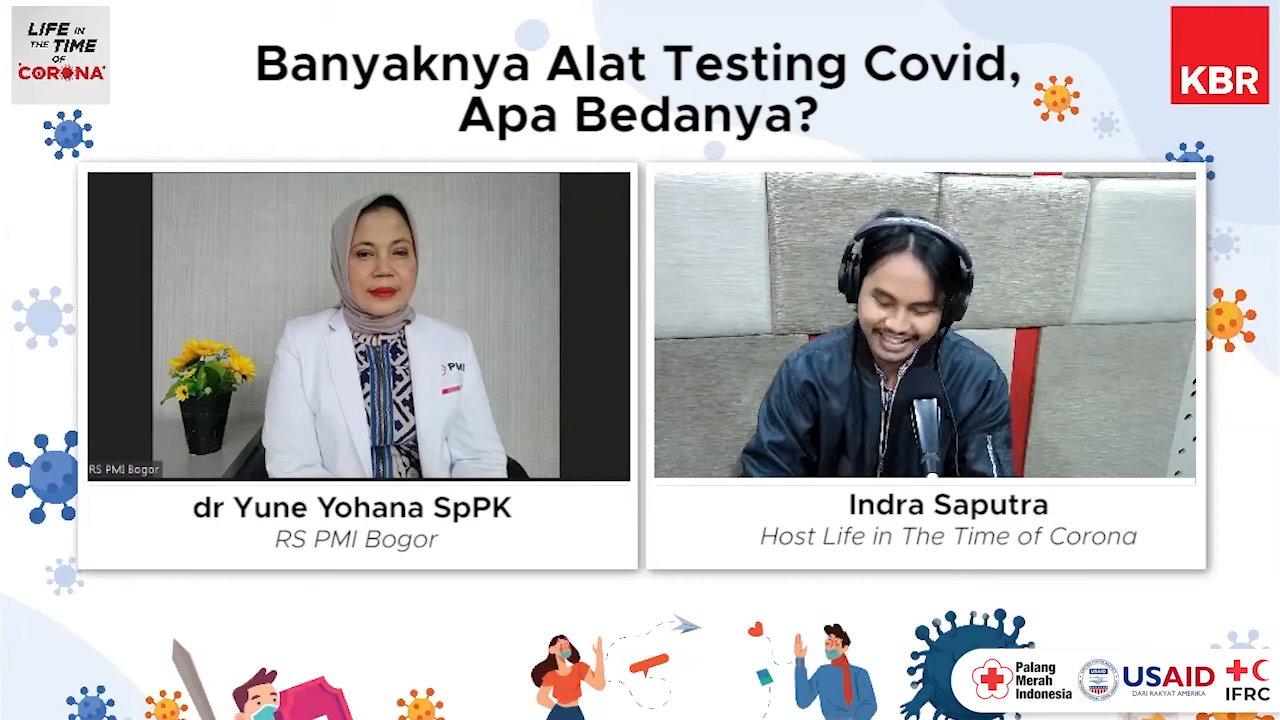 LIFE IN
THE TIME
OF
CORONA
Banyaknya Alat Testing Covid,
Apa Bedanya?
KBR
PMI
RS PMI Bogor
dr Yune Yohana SpPK
RS PMI Bogor
Indra Saputra
Host Life in The Time of Corona
Palang
Merah
Indonesia
USAID
DARI RAKYAT AMERIKA
IFRC